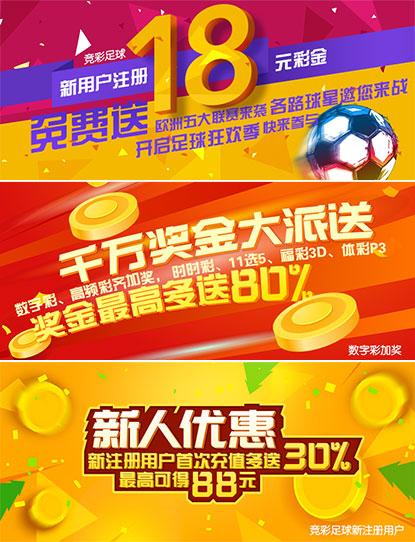 竞彩足球
新用户注册 18 元彩金
免费送 欧洲五大联赛来袭 各路球星邀您来战
开启足球狂欢季 快来参与
千万奖金大派送
数字彩、高频彩齐加奖，时时彩、11选5、福彩3D、体彩P3
奖金最高多送80%
数字彩加奖
新人优惠
新注册用户首次充值多送30%
最高可得88元
竞彩足球新注册用户